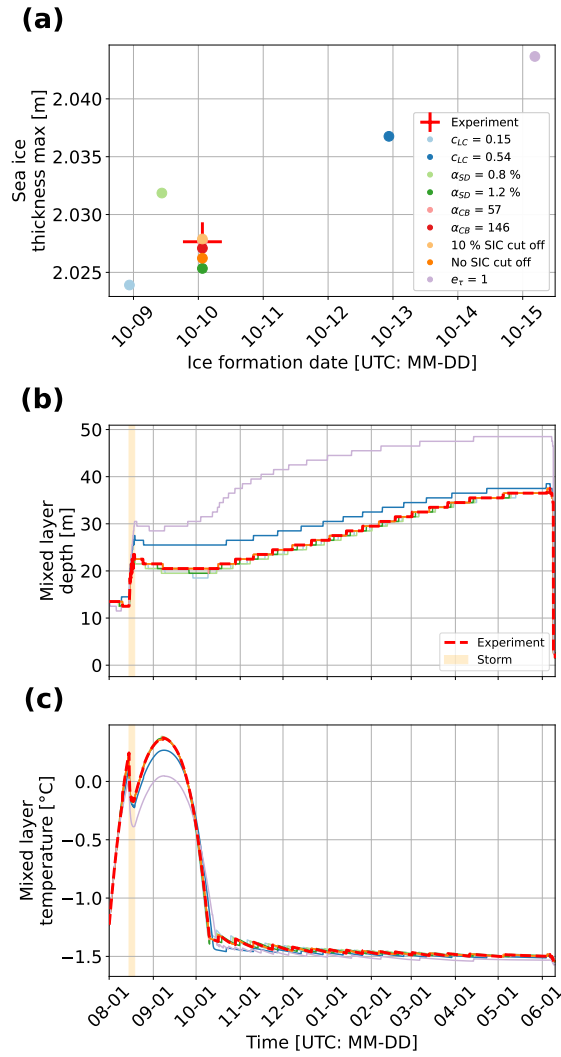 (a)
Sea ice
thickness max [m]
2.040
2.035
2.030
2.025
Experiment
c_LC = 0.15
c_LC = 0.54
α_SD = 0.8 %
α_SD = 1.2 %
α_CB = 57
α_CB = 146
10 % SIC cut off
No SIC cut off
e_τ = 1
10-09
10-10
10-11
10-12
10-13
10-14
10-15
Ice formation date [UTC: MM-DD]
(b)
Mixed layer
depth [m]
50
40
30
20
10
0
Experiment
Storm
(c)
Mixed layer
temperature [°C]
0.0
−0.5
−1.0
−1.5
08-01
09-01
10-01
11-01
12-01
01-01
02-01
03-01
04-01
05-01
06-01
Time [UTC: MM-DD]